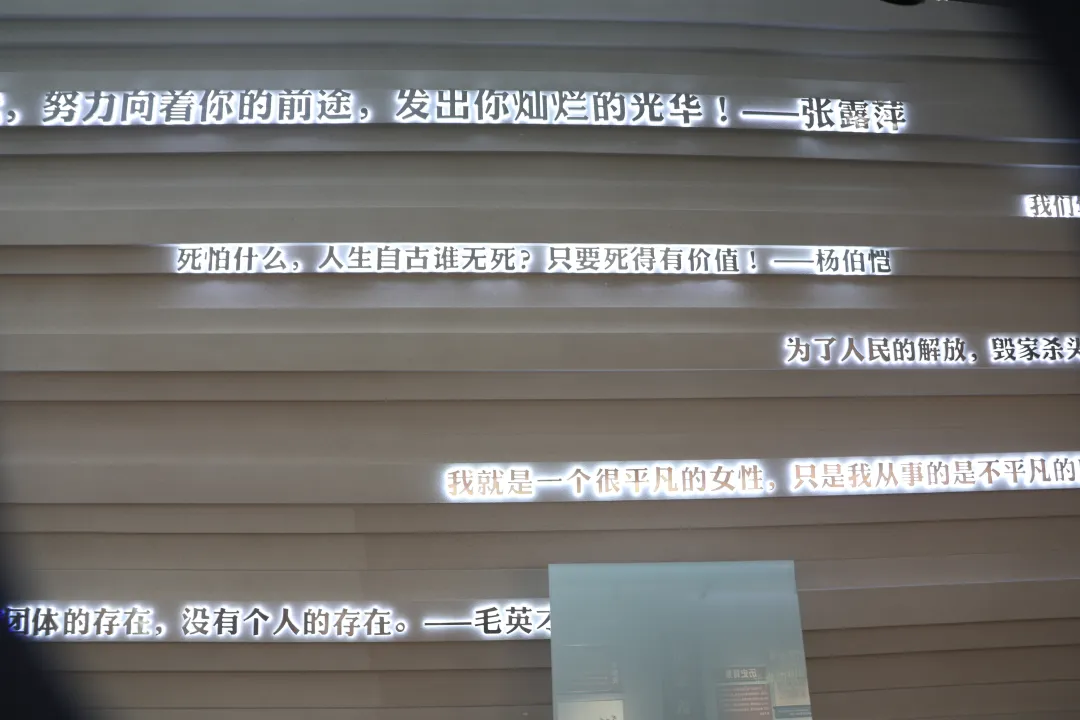 ，努力向着你的前途，发出你灿烂的光华！——张露萍
我们
死怕什么，人生自古谁无死？只要死得有价值！——杨伯恺
为了人民的解放，毁家杀头
我就是一个很平凡的女性，只是我从事的是不平凡的
团体的存在，没有个人的存在。——毛英才